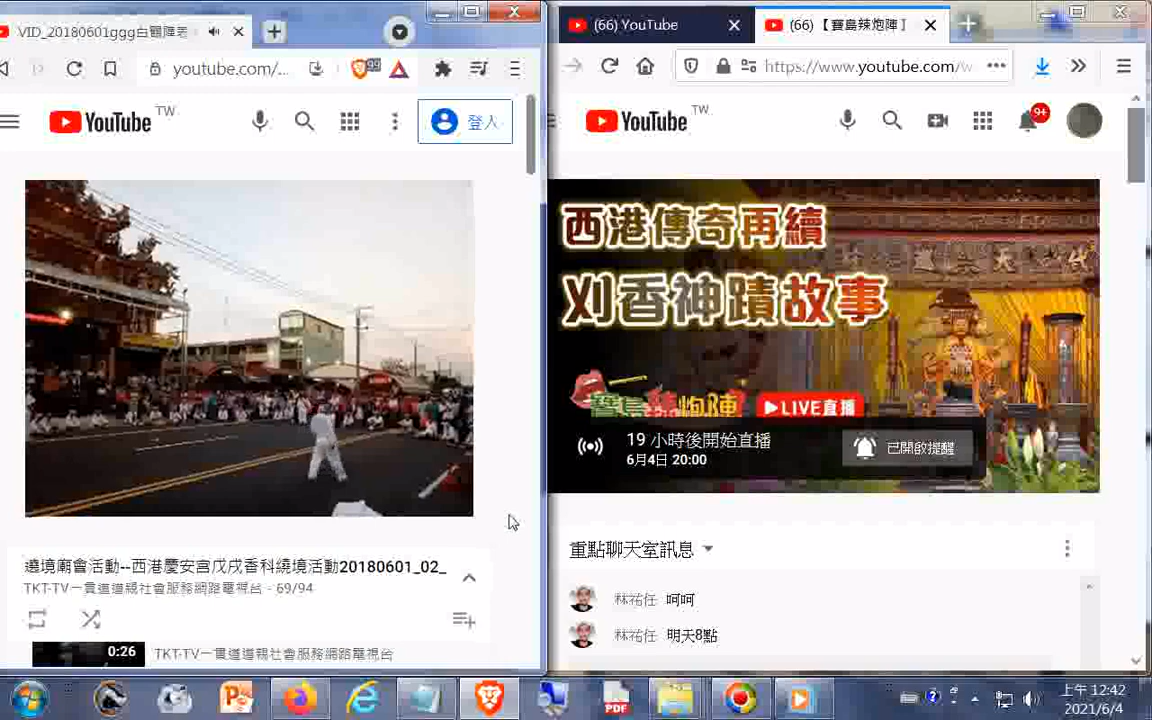 VID_20180601ggg白鶴陣表
youtube.com/...
99
YouTube TW
登入
遶境廟會活動--西港慶安宮戊戌香科繞境活動20180601_02_
TKT-TV一貫道道親社會服務網路電視台 - 69/94
0:26
TKT-TV一貫道道親社會服務網路電視台
(66) YouTube
(66) 【寶島辣炮陣】
https://www.youtube.com/w
YouTube TW
9+
西港傳奇再續
刈香神蹟故事
寶島辣炮陣
LIVE直播
19 小時後開始直播
6月4日 20:00
已開啟提醒
重點聊天室訊息
林祐任 呵呵
林祐任 明天8點
PDF
上午 12:42
2021/6/4